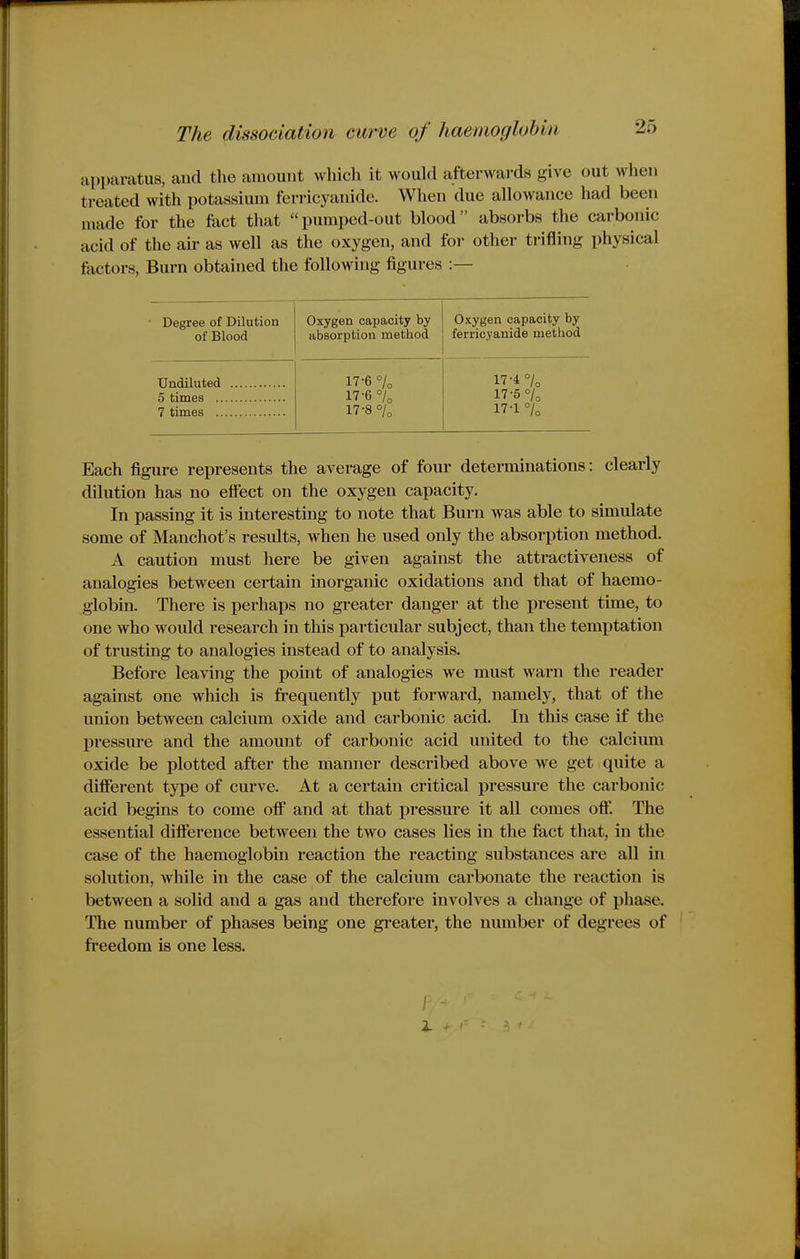 The dissociation curve of haemoglobin 25
apparatus, and the amount which it would afterwards give out when
treated with potassium ferricyanide. When due allowance had been
made for the fact that "pumped-out blood" absorbs the carbonic
acid of the air as well as the oxygen, and for other trifling physical
factors, Burn obtained the following figures :—
Degree of Dilution Oxygen capacity by Oxygen capacity by
of Blood absorption method ferricyanide method
Undiluted ............ 17·6 °/₀ 17·4 °/₀
5 times ............... 17·6 °/₀ 17·5 °/₀
7 times ............... 17·8 °/₀ 17·1 °/₀
Each figure represents the average of four determinations: clearly
dilution has no effect on the oxygen capacity.
In passing it is interesting to note that Burn was able to simulate
some of Manchot's results, when he used only the absorption method.
A caution must here be given against the attractiveness of
analogies between certain inorganic oxidations and that of haemo-
globin. There is perhaps no greater danger at the present time, to
one who would research in this particular subject, than the temptation
of trusting to analogies instead of to analysis.
Before leaving the point of analogies we must warn the reader
against one which is frequently put forward, namely, that of the
union between calcium oxide and carbonic acid. In this case if the
pressure and the amount of carbonic acid united to the calcium
oxide be plotted after the manner described above we get quite a
different type of curve. At a certain critical pressure the carbonic
acid begins to come off and at that pressure it all comes off. The
essential difference between the two cases lies in the fact that, in the
case of the haemoglobin reaction the reacting substances are all in
solution, while in the case of the calcium carbonate the reaction is
between a solid and a gas and therefore involves a change of phase.
The number of phases being one greater, the number of degrees of
freedom is one less.